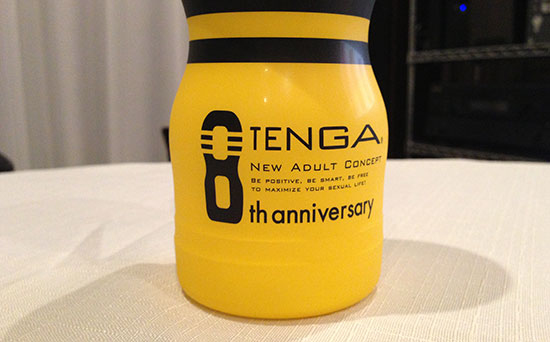 TENGA®
NEW ADULT CONCEPT
BE POSITIVE, BE SMART, BE FREE
TO MAXIMIZE YOUR SEXUAL LIFE!
8th anniversary